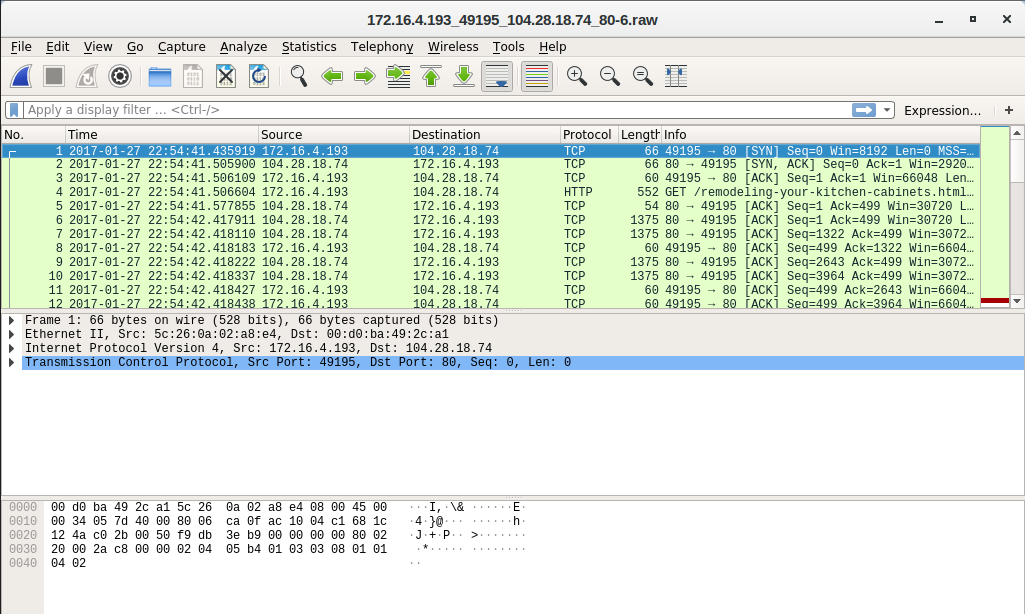 172.16.4.193_49195_104.28.18.74_80-6.raw
File Edit View Go Capture Analyze Statistics Telephony Wireless Tools Help
Apply a display filter … <Ctrl-/> Expression… +
No. Time Source Destination Protocol Length Info
1 2017-01-27 22:54:41.435919 172.16.4.193 104.28.18.74 TCP 66 49195 → 80 [SYN] Seq=0 Win=8192 Len=0 MSS=…
2 2017-01-27 22:54:41.505900 104.28.18.74 172.16.4.193 TCP 66 80 → 49195 [SYN, ACK] Seq=0 Ack=1 Win=2920…
3 2017-01-27 22:54:41.506109 172.16.4.193 104.28.18.74 TCP 60 49195 → 80 [ACK] Seq=1 Ack=1 Win=66048 Len…
4 2017-01-27 22:54:41.506604 172.16.4.193 104.28.18.74 HTTP 552 GET /remodeling-your-kitchen-cabinets.html…
5 2017-01-27 22:54:41.577855 104.28.18.74 172.16.4.193 TCP 54 80 → 49195 [ACK] Seq=1 Ack=499 Win=30720 L…
6 2017-01-27 22:54:42.417911 104.28.18.74 172.16.4.193 TCP 1375 80 → 49195 [ACK] Seq=1 Ack=499 Win=30720 L…
7 2017-01-27 22:54:42.418110 104.28.18.74 172.16.4.193 TCP 1375 80 → 49195 [ACK] Seq=1322 Ack=499 Win=3072…
8 2017-01-27 22:54:42.418183 172.16.4.193 104.28.18.74 TCP 60 49195 → 80 [ACK] Seq=499 Ack=1322 Win=6604…
9 2017-01-27 22:54:42.418222 104.28.18.74 172.16.4.193 TCP 1375 80 → 49195 [ACK] Seq=2643 Ack=499 Win=3072…
10 2017-01-27 22:54:42.418337 104.28.18.74 172.16.4.193 TCP 1375 80 → 49195 [ACK] Seq=3964 Ack=499 Win=3072…
11 2017-01-27 22:54:42.418427 172.16.4.193 104.28.18.74 TCP 60 49195 → 80 [ACK] Seq=499 Ack=2643 Win=6604…
12 2017-01-27 22:54:42.418438 172.16.4.193 104.28.18.74 TCP 60 49195 → 80 [ACK] Seq=499 Ack=3964 Win=6604…
Frame 1: 66 bytes on wire (528 bits), 66 bytes captured (528 bits)
Ethernet II, Src: 5c:26:0a:02:a8:e4, Dst: 00:d0:ba:49:2c:a1
Internet Protocol Version 4, Src: 172.16.4.193, Dst: 104.28.18.74
Transmission Control Protocol, Src Port: 49195, Dst Port: 80, Seq: 0, Len: 0
0000 00 d0 ba 49 2c a1 5c 26 0a 02 a8 e4 08 00 45 00 ···I,·\& ······E·
0010 00 34 05 7d 40 00 80 06 ca 0f ac 10 04 c1 68 1c ·4·}@··· ······h·
0020 12 4a c0 2b 00 50 f9 db 3e b9 00 00 00 00 80 02 ·J·+·P·· >·······
0030 20 00 2a c8 00 00 02 04 05 b4 01 03 03 08 01 01 ·*····· ········
0040 04 02 ··